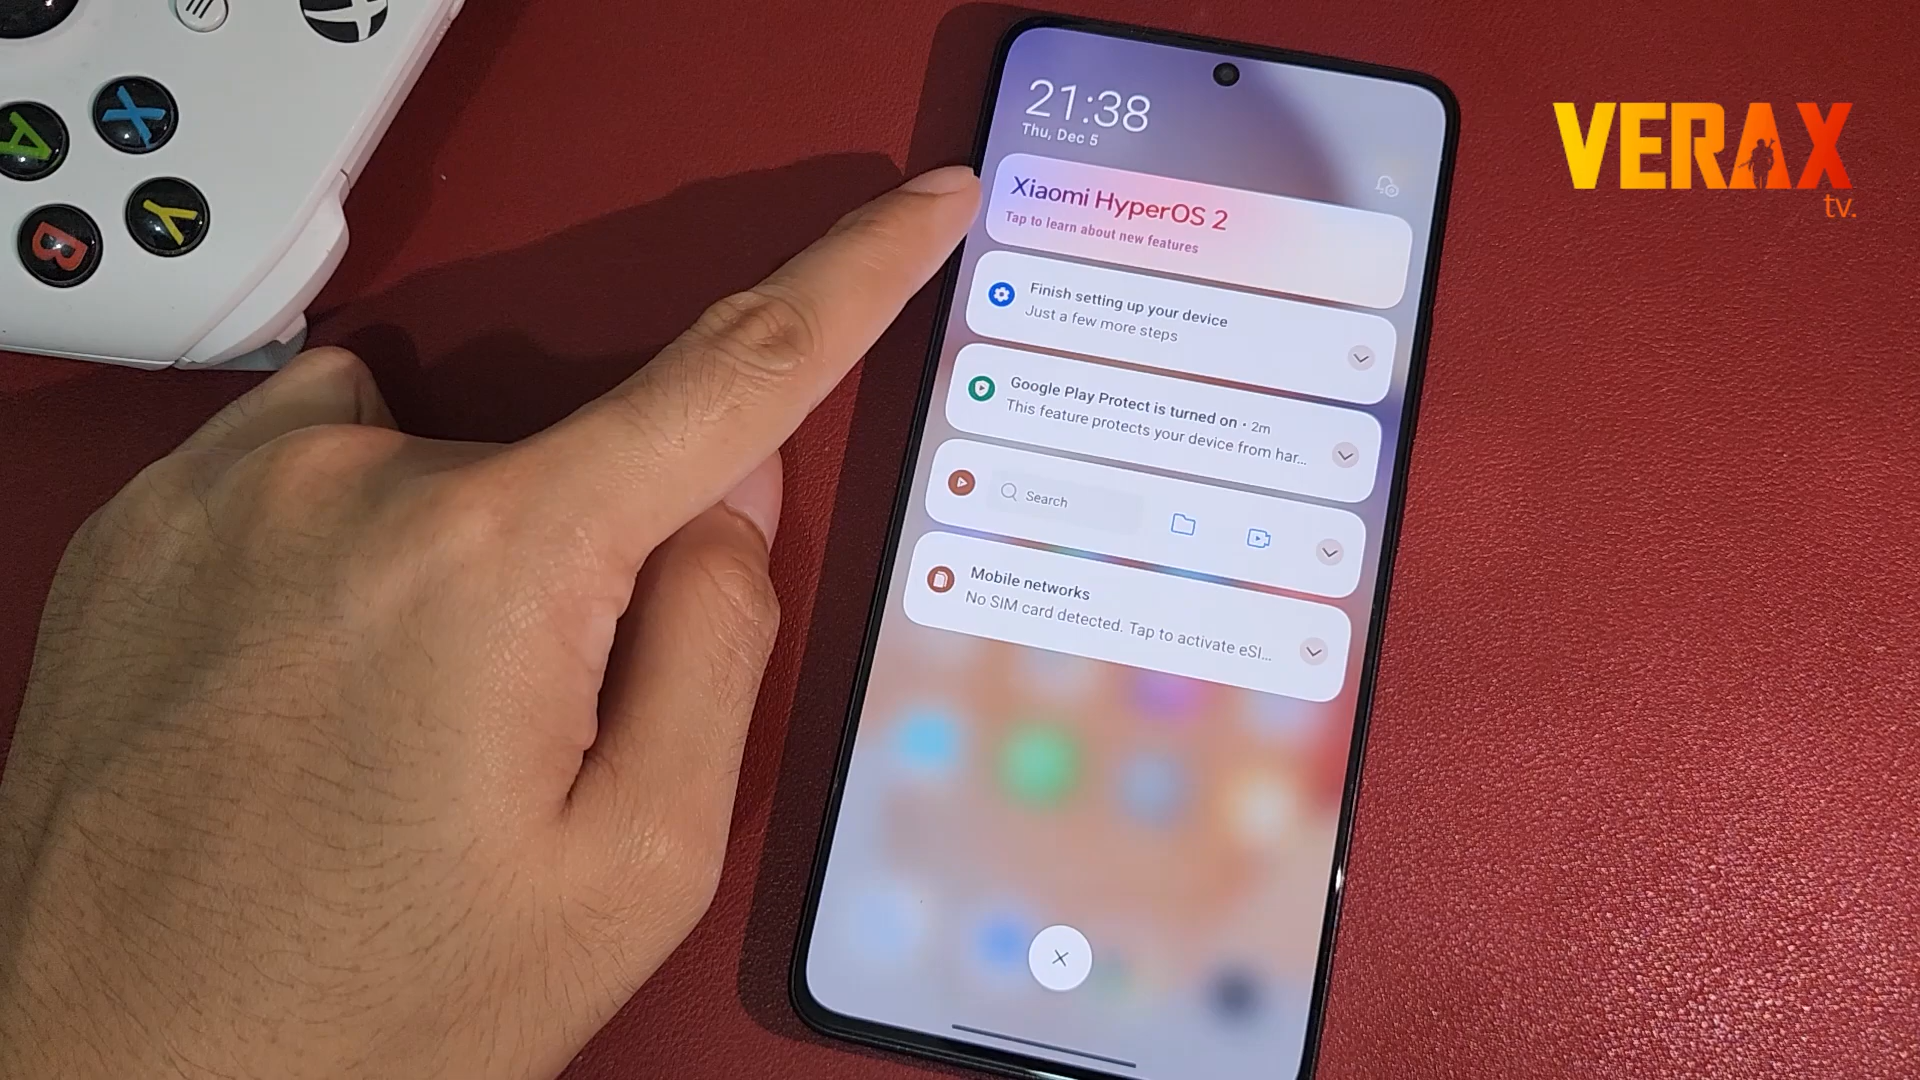 VERAX
tv.
21:38
Thu, Dec 5
Xiaomi HyperOS 2
Tap to learn about new features
Finish setting up your device
Just a few more steps
Google Play Protect is turned on • 2m
This feature protects your device from har...
Search
Mobile networks
No SIM card detected. Tap to activate eSI...
X
A
Y
B